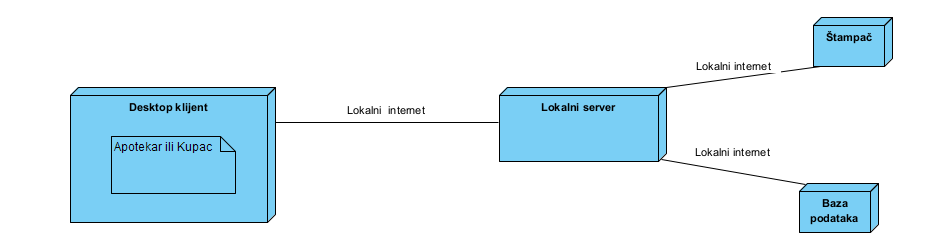 Štampač
Lokalni internet
Desktop klijent
Lokalni internet
Lokalni server
Apotekar ili Kupac
Lokalni internet
Baza
podataka